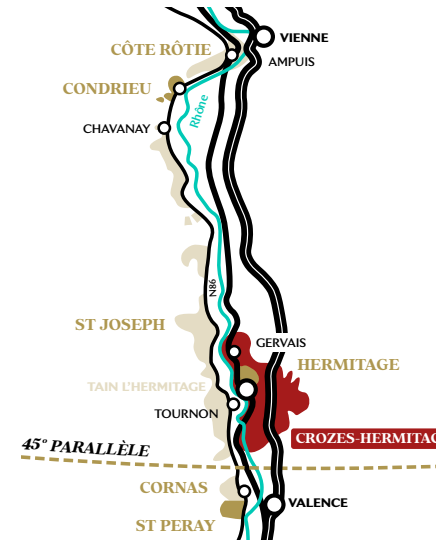 VIENNE
CÔTE RÔTIE
AMPUIS
CONDRIEU
Rhône
CHAVANAY
N86
ST JOSEPH
GERVAIS
HERMITAGE
TAIN L'HERMITAGE
TOURNON
CROZES-HERMITAG
45° PARALLÈLE
CORNAS
VALENCE
ST PERAY